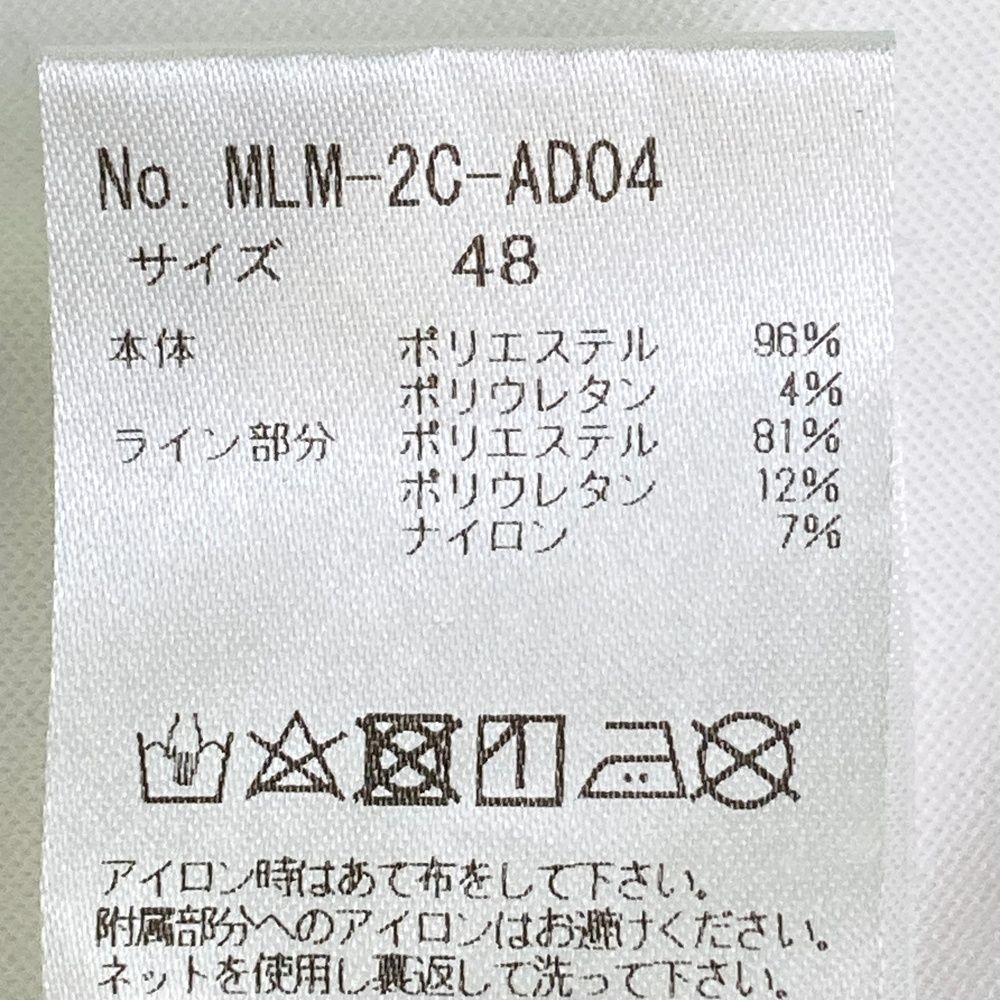 No. MLM-2C-AD04
サイズ 48
本体 ポリエステル 96%
ポリウレタン 4%
ライン部分 ポリエステル 81%
ポリウレタン 12%
ナイロン 7%
アイロン時はあて布をして下さい。
附属部分へのアイロンはお避けください。
ネットを使用し裏返して洗って下さい。